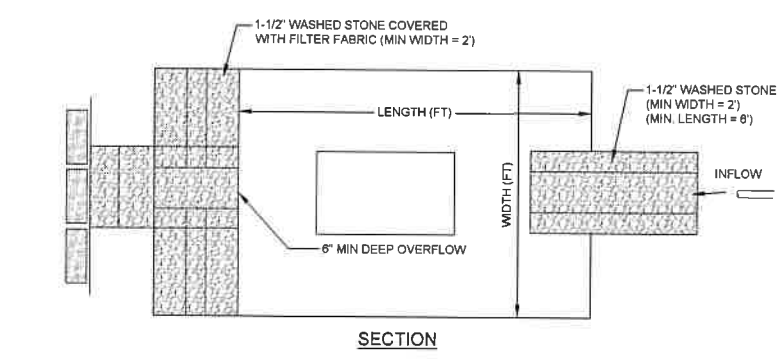 1-1/2" WASHED STONE COVERED
WITH FILTER FABRIC (MIN WIDTH = 2')
1-1/2" WASHED STONE
(MIN WIDTH = 2')
(MIN. LENGTH = 6')
LENGTH (FT)
INFLOW
WIDTH (FT)
6" MIN DEEP OVERFLOW
SECTION